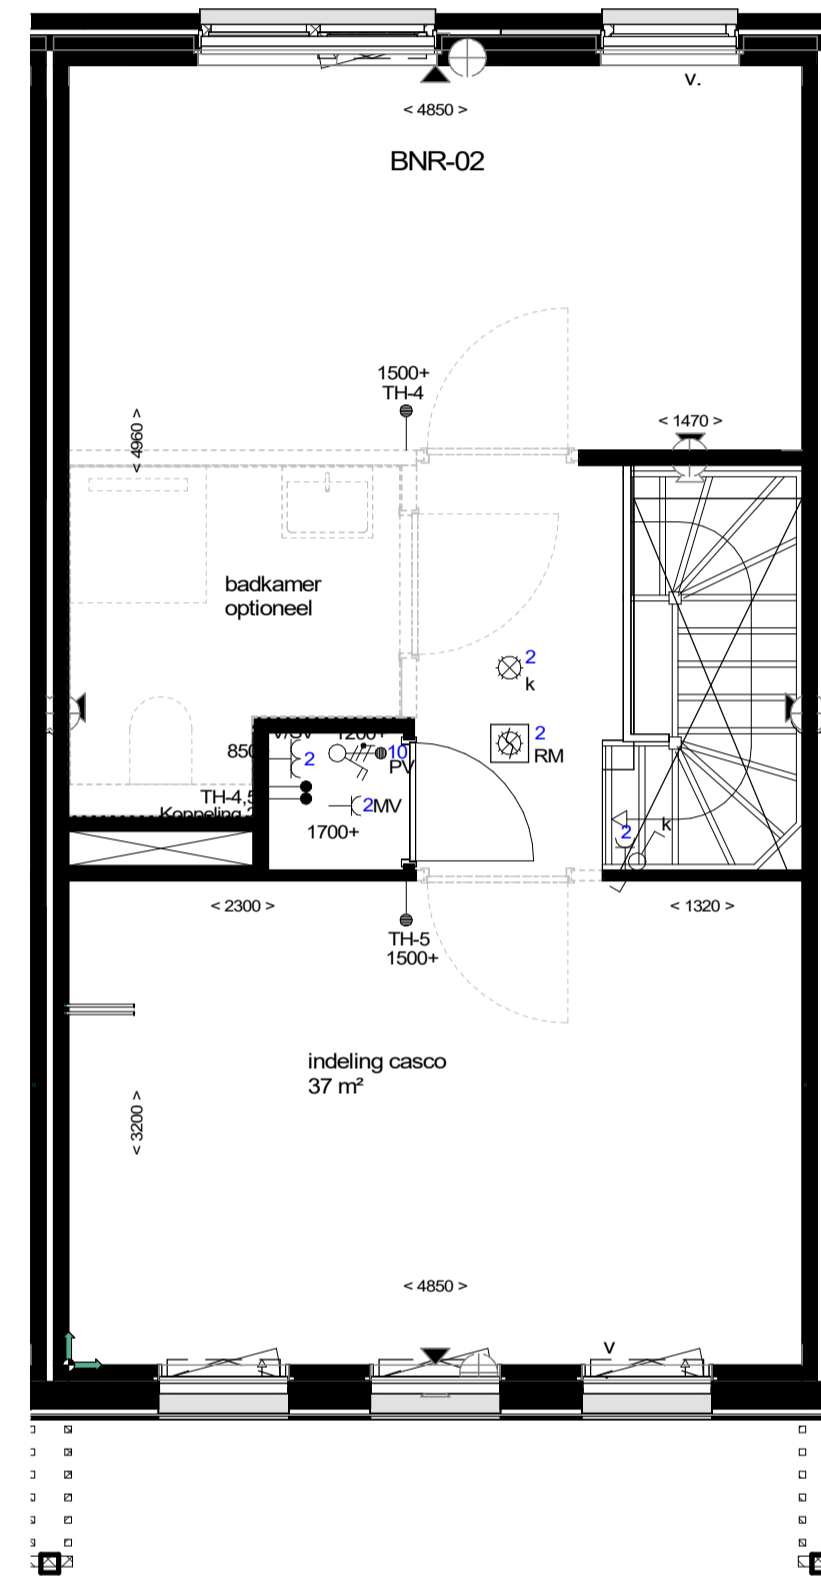 v.
< 4850 >
BNR-02
1500+
TH-4
< 1470 >
< 4960 >
badkamer
optioneel
2
k
2
RM
1200+
850
2
10
PV
TH-4,5
2MV
1700+
2
k
< 2300 >
< 1320 >
TH-5
1500+
indeling casco
37 m²
< 3200 >
< 4850 >
v